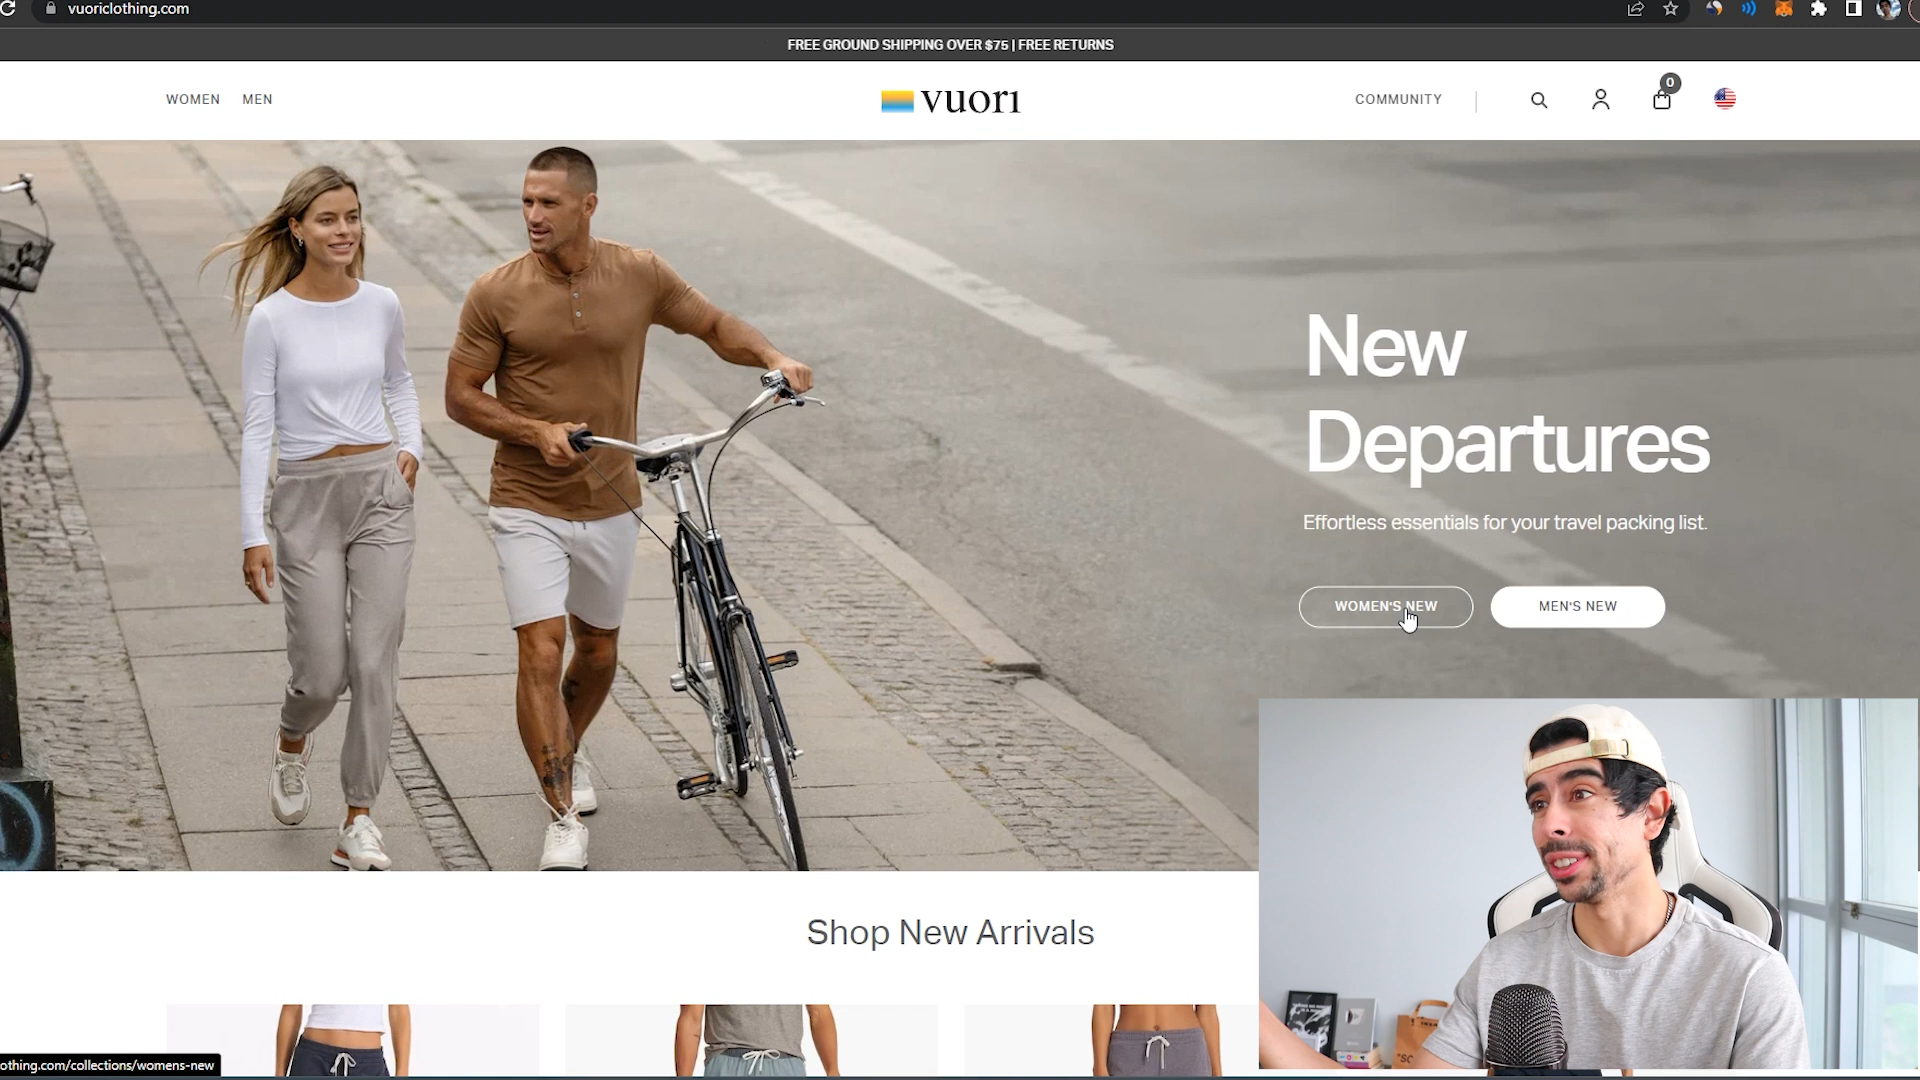 vuoriclothing.com
FREE GROUND SHIPPING OVER $75 | FREE RETURNS
WOMEN MEN
vuori
COMMUNITY
0
New
Departures
Effortless essentials for your travel packing list.
WOMEN'S NEW
MEN'S NEW
Shop New Arrivals
othing.com/collections/womens-new